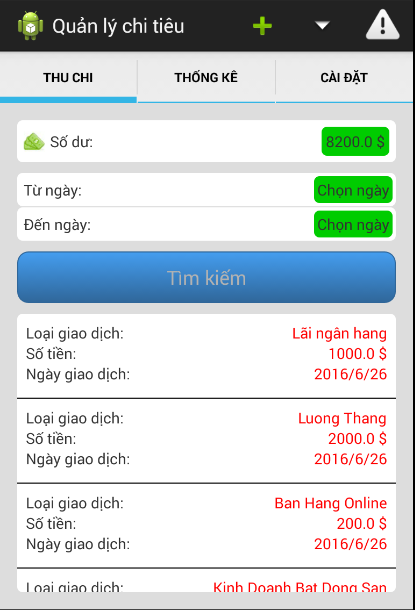 Quản lý chi tiêu
THU CHI THỐNG KÊ CÀI ĐẶT
Số dư: 8200.0 $
Từ ngày: Chọn ngày
Đến ngày: Chọn ngày
Tìm kiếm
Loại giao dịch: Lãi ngân hang
Số tiền: 1000.0 $
Ngày giao dịch: 2016/6/26
Loại giao dịch: Luong Thang
Số tiền: 2000.0 $
Ngày giao dịch: 2016/6/26
Loại giao dịch: Ban Hang Online
Số tiền: 200.0 $
Ngày giao dịch: 2016/6/26
Loại giao dịch: Kinh Doanh Bat Dong San